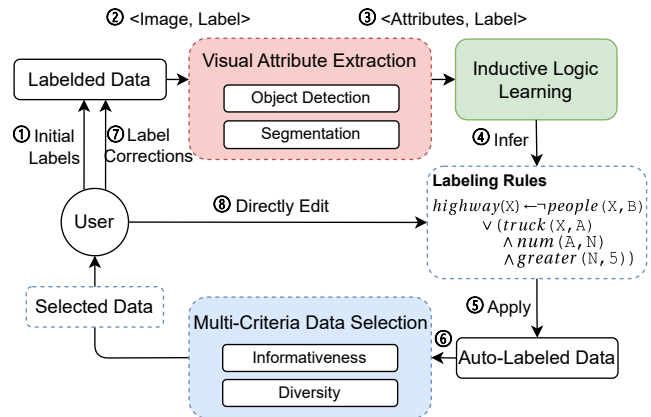 ② <Image, Label>
③ <Attributes, Label>
Labelded Data
Visual Attribute Extraction
Object Detection
Segmentation
Inductive Logic
Learning
① Initial
Labels
⑦ Label
Corrections
④ Infer
Labeling Rules
highway(X) ←¬people(X,B)
∨ (truck(X,A)
∧ num(A,N)
∧ greater(N,5))
User
⑧ Directly Edit
⑤ Apply
Selected Data
Multi-Criteria Data Selection
Informativeness
Diversity
⑥
Auto-Labeled Data